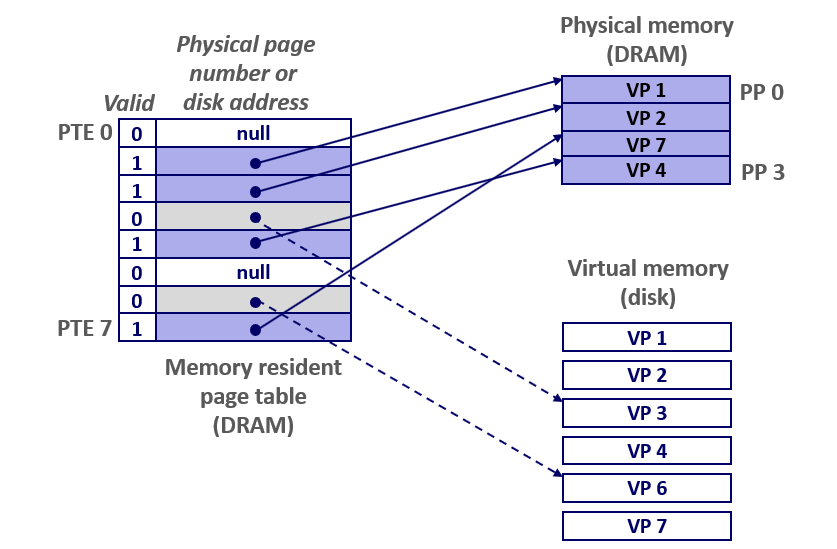 Physical page
number or
disk address
Valid
PTE 0
0
null
1
1
0
1
0
null
0
PTE 7
1
Memory resident
page table
(DRAM)
Physical memory
(DRAM)
VP 1
PP 0
VP 2
VP 7
VP 4
PP 3
Virtual memory
(disk)
VP 1
VP 2
VP 3
VP 4
VP 6
VP 7